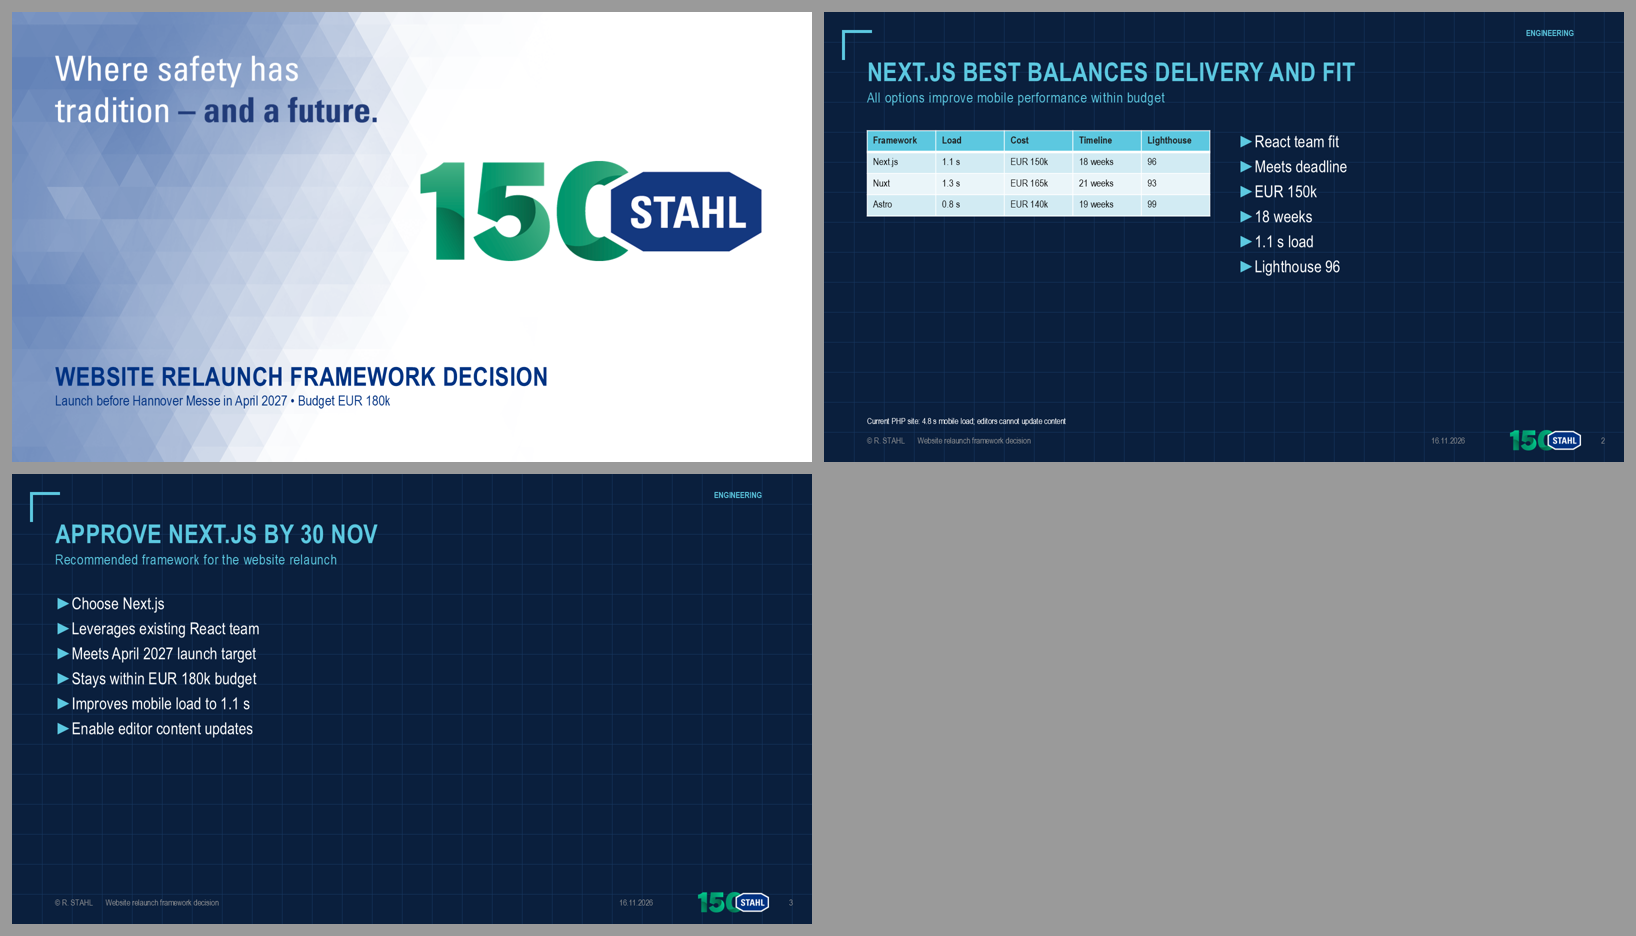 Where safety has
tradition – and a future.
150 STAHL
WEBSITE RELAUNCH FRAMEWORK DECISION
Launch before Hannover Messe in April 2027 • Budget EUR 180k
ENGINEERING
NEXT.JS BEST BALANCES DELIVERY AND FIT
All options improve mobile performance within budget
Framework Load Cost Timeline Lighthouse
Next.js 1.1 s EUR 150k 18 weeks 96
Nuxt 1.3 s EUR 165k 21 weeks 93
Astro 0.8 s EUR 140k 19 weeks 99
►React team fit
►Meets deadline
►EUR 150k
►18 weeks
►1.1 s load
►Lighthouse 96
Current PHP site: 4.8 s mobile load; editors cannot update content
© R. STAHL Website relaunch framework decision 16.11.2026 150 STAHL 2
ENGINEERING
APPROVE NEXT.JS BY 30 NOV
Recommended framework for the website relaunch
►Choose Next.js
►Leverages existing React team
►Meets April 2027 launch target
►Stays within EUR 180k budget
►Improves mobile load to 1.1 s
►Enable editor content updates
© R. STAHL Website relaunch framework decision 16.11.2026 150 STAHL 3